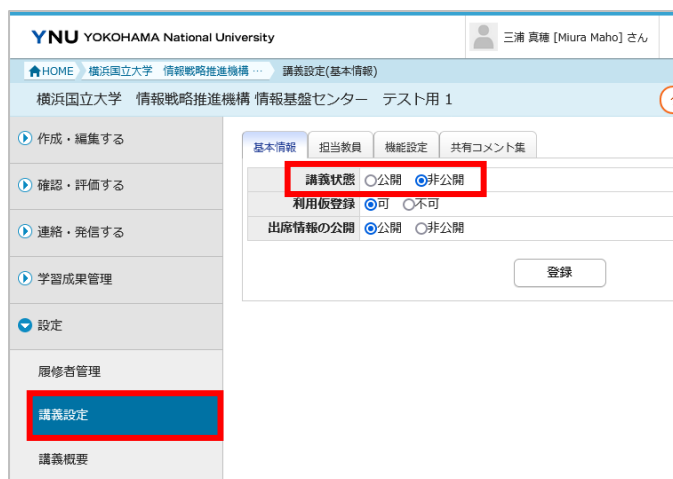 YNU YOKOHAMA National University
三浦 真穂 [Miura Maho] さん
HOME 横浜国立大学 情報戦略推進機構 … 講義設定(基本情報)
横浜国立大学 情報戦略推進機構 情報基盤センター テスト用 1
作成・編集する
確認・評価する
連絡・発信する
学習成果管理
設定
履修者管理
講義設定
講義概要
基本情報 担当教員 機能設定 共有コメント集
講義状態 公開 非公開
利用仮登録 可 不可
出席情報の公開 公開 非公開
登録